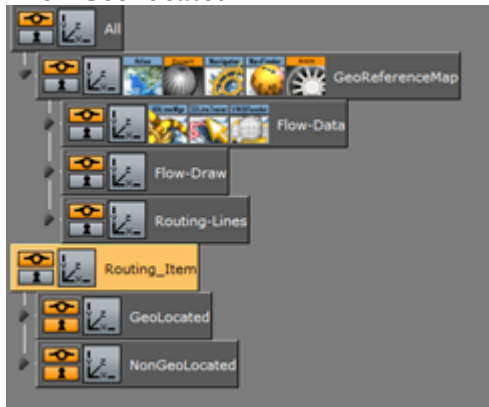 All
GeoReferenceMap
Flow-Data
Flow-Draw
Routing-Lines
Routing_Item
GeoLocated
NonGeoLocated